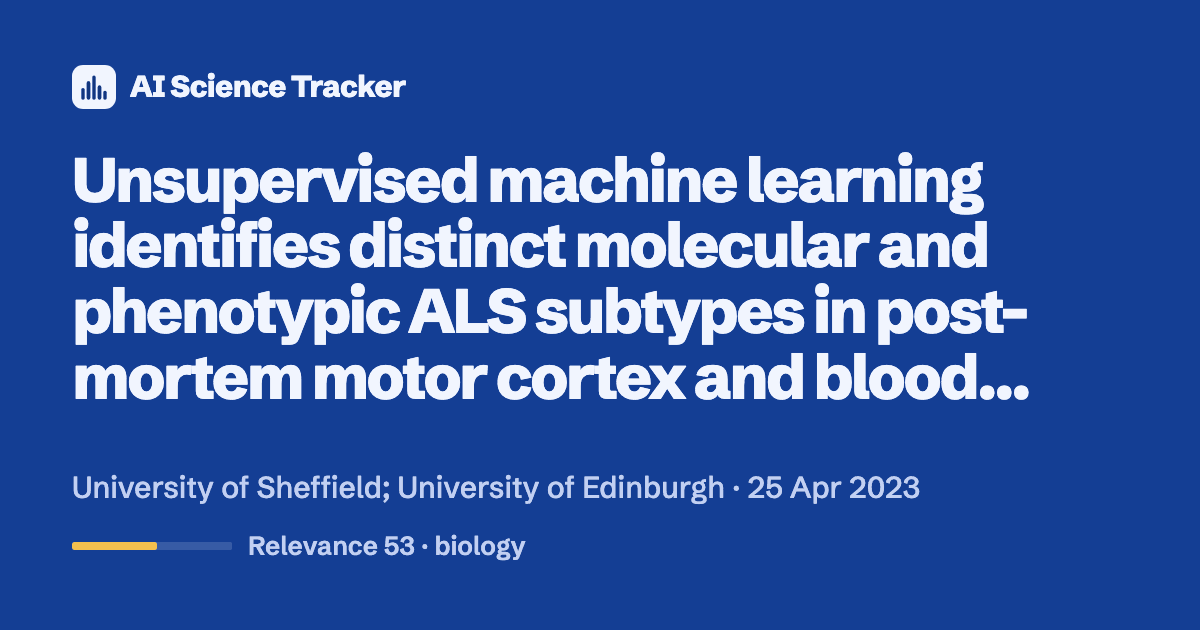 AI Science Tracker
Unsupervised machine learning
identifies distinct molecular and
phenotypic ALS subtypes in post-
mortem motor cortex and blood...
University of Sheffield; University of Edinburgh · 25 Apr 2023
Relevance 53 · biology